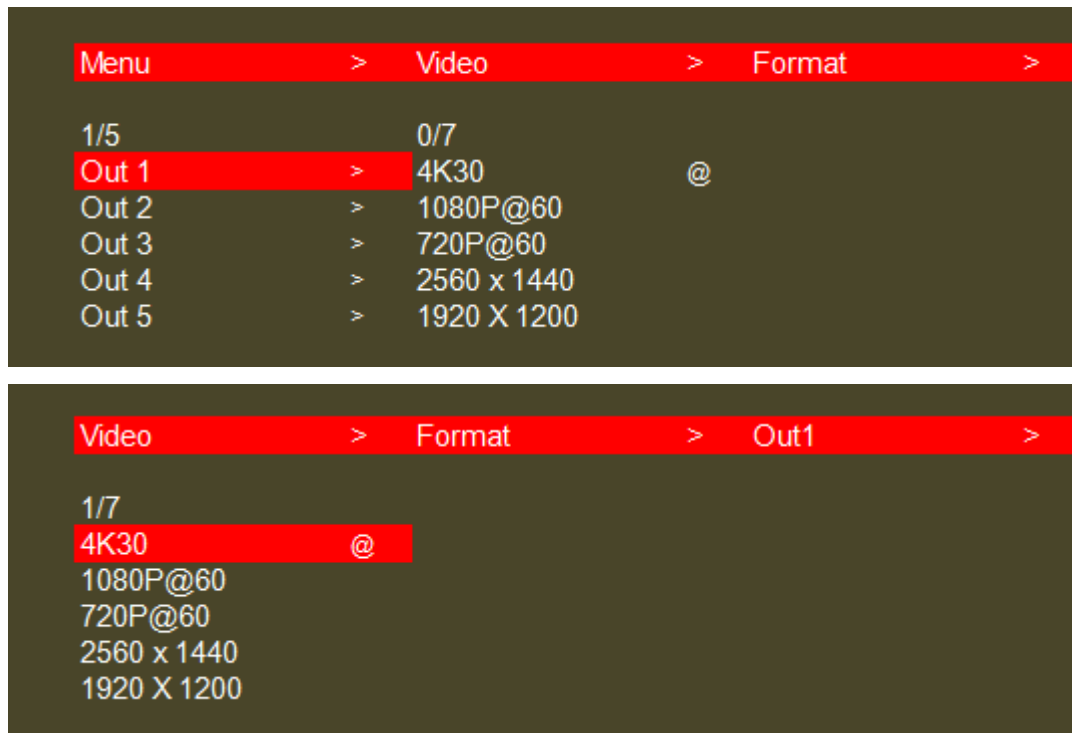 Menu > Video > Format >
1/5 0/7
Out 1 > 4K30 @
Out 2 > 1080P@60
Out 3 > 720P@60
Out 4 > 2560 x 1440
Out 5 > 1920 X 1200
Video > Format > Out1 >
1/7
4K30 @
1080P@60
720P@60
2560 x 1440
1920 X 1200